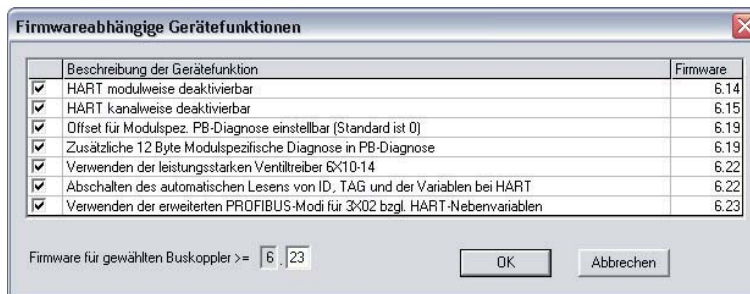 Firmwareabhängige Gerätefunktionen
Beschreibung der Gerätefunktion Firmware
HART modulweise deaktivierbar 6.14
HART kanalweise deaktivierbar 6.15
Offset für Modulspez. PB-Diagnose einstellbar (Standard ist 0) 6.19
Zusätzliche 12 Byte Modulspezifische Diagnose in PB-Diagnose 6.19
Verwenden der leistungsstarken Ventiltreiber 6X10-14 6.22
Abschalten des automatischen Lesens von ID, TAG und der Variablen bei HART 6.22
Verwenden der erweiterten PROFIBUS-Modi für 3X02 bzgl. HART-Nebenvariablen 6.23
Firmware für gewählten Buskoppler >= 6 . 23 OK Abbrechen